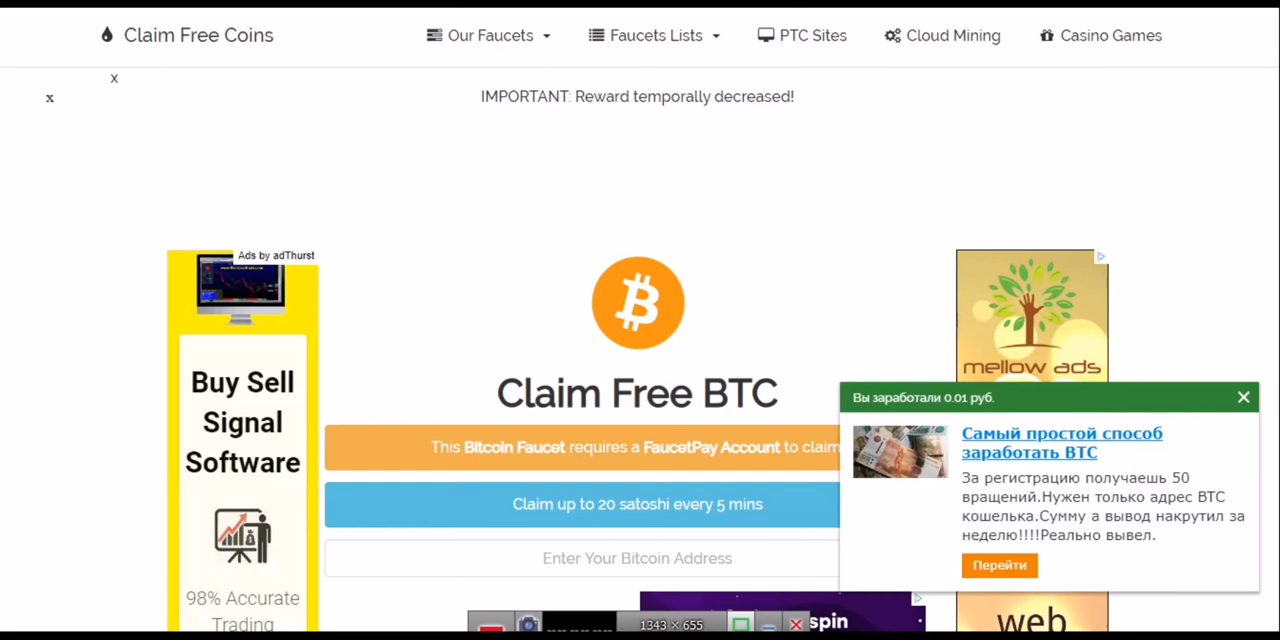 Claim Free Coins
Our Faucets
Faucets Lists
PTC Sites
Cloud Mining
Casino Games
x
x
IMPORTANT: Reward temporally decreased!
Ads by adThurst
Buy Sell
Signal
Software
98% Accurate
Trading
Claim Free BTC
This Bitcoin Faucet requires a FaucetPay Account to claim
Claim up to 20 satoshi every 5 mins
Enter Your Bitcoin Address
mellow ads
Вы заработали 0.01 руб.
Самый простой способ
заработать BTC
За регистрацию получаешь 50
вращений.Нужен только адрес BTC
кошелька.Сумму а вывод накрутил за
неделю!!!!Реально вывел.
Перейти
1343 × 655
spin
web